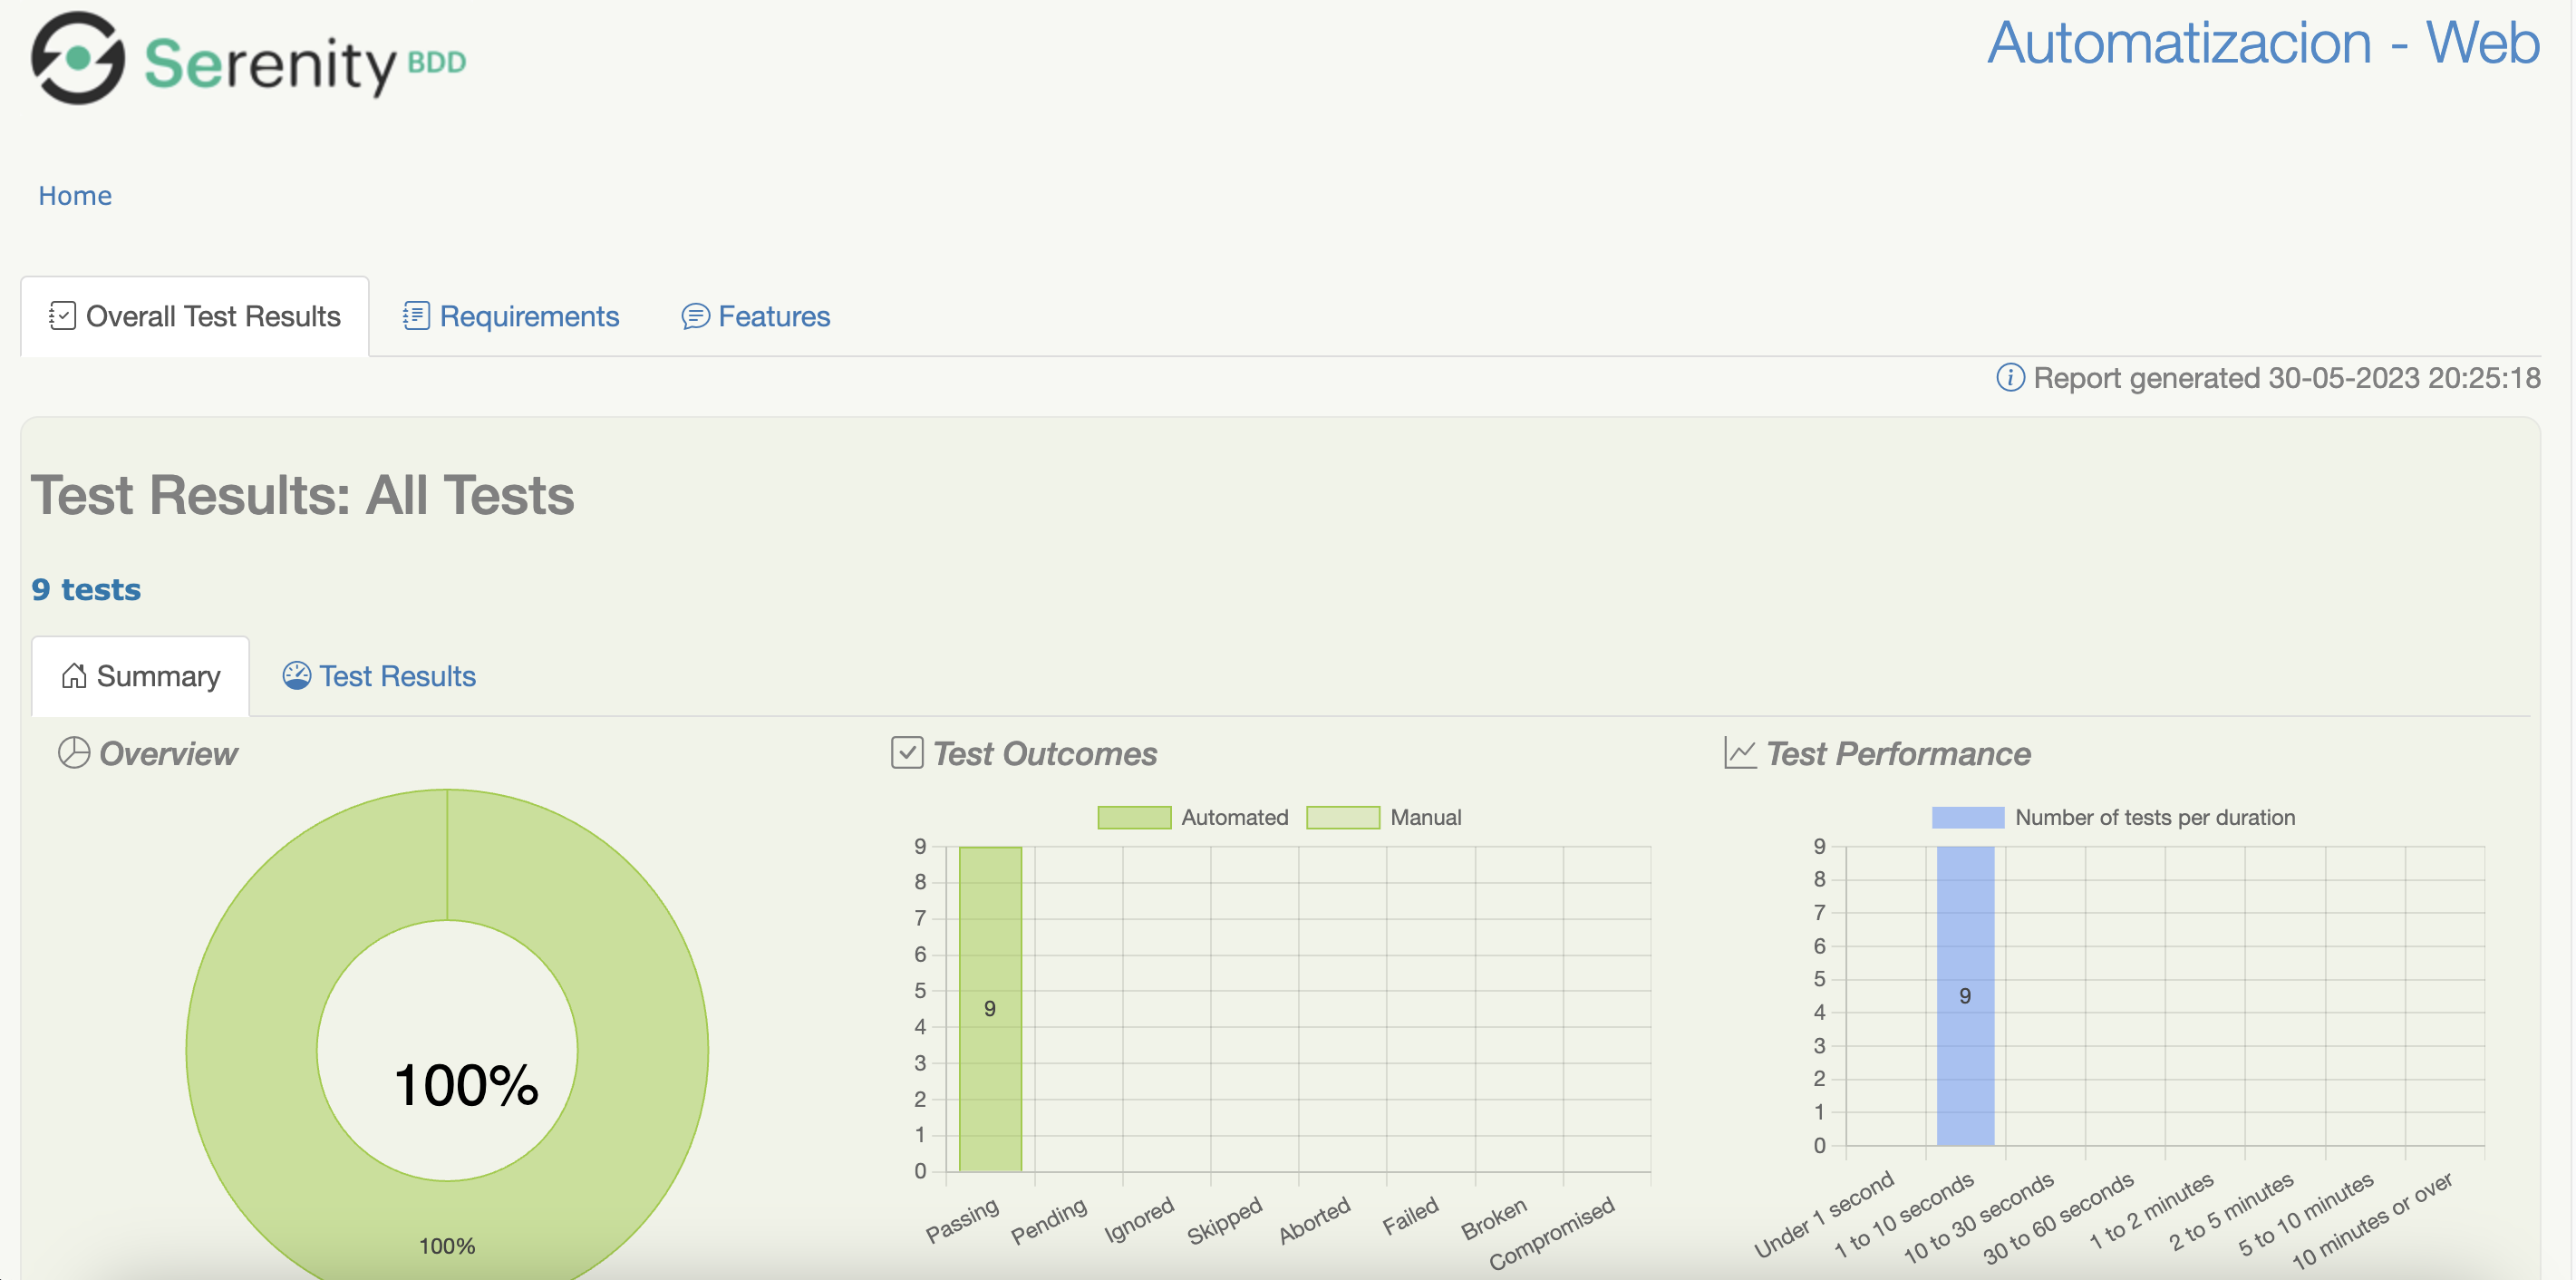 Serenity BDD
Automatizacion - Web
Home
Overall Test Results
Requirements
Features
Report generated 30-05-2023 20:25:18
Test Results: All Tests
9 tests
Summary
Test Results
Overview
100%
100%
Test Outcomes
Automated
Manual
9
8
7
6
5
4
3
2
1
0
9
Passing
Pending
Ignored
Skipped
Aborted
Failed
Broken
Compromised
Test Performance
Number of tests per duration
9
8
7
6
5
4
3
2
1
0
9
Under 1 second
1 to 10 seconds
10 to 30 seconds
30 to 60 seconds
1 to 2 minutes
2 to 5 minutes
5 to 10 minutes
10 minutes or over